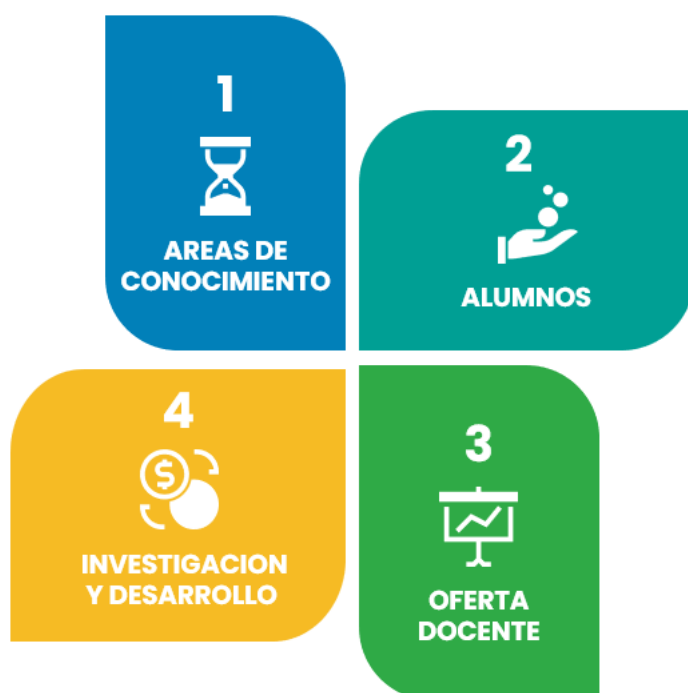 1
AREAS DE
CONOCIMIENTO
2
ALUMNOS
3
OFERTA
DOCENTE
4
$
INVESTIGACION
Y DESARROLLO